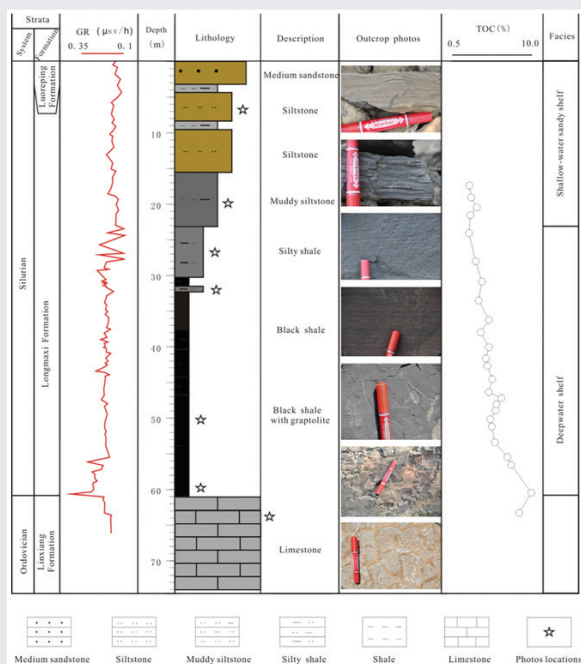 Strata
System
Formation
GR (μsv/h)
0.35 0.1
Depth
(m)
Lithology
Description
Outcrop photos
TOC(%)
0.5 10.0
Facies
Luoreping
Formation
Medium sandstone
Siltstone
10
Siltstone
Shallow-water sandy shelf
20
Muddy siltstone
Silurian
Longmaxi Formation
Silty shale
30
Black shale
40
Black shale
with graptolite
Deepwater shelf
50
60
Ordovician
Linxiang
Formation
Limestone
70
Medium sandstone
Siltstone
Muddy siltstone
Silty shale
Shale
Limestone
Photos location